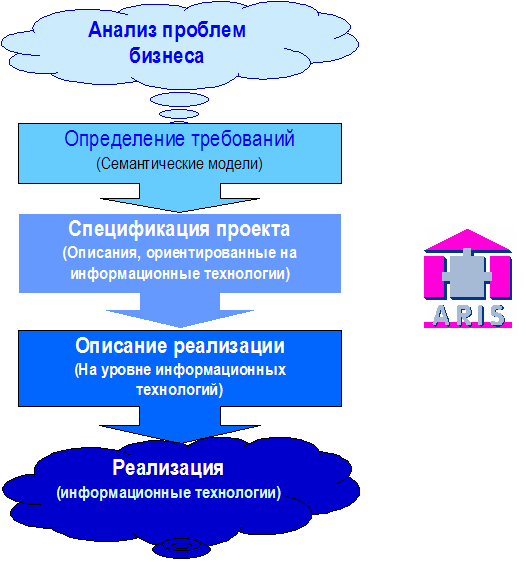 Анализ проблем
бизнеса
Определение требований
(Семантические модели)
Спецификация проекта
(Описания, ориентированные на
информационные технологии)
Описание реализации
(На уровне информационных
технологий)
Реализация
(информационные технологии)
ARIS